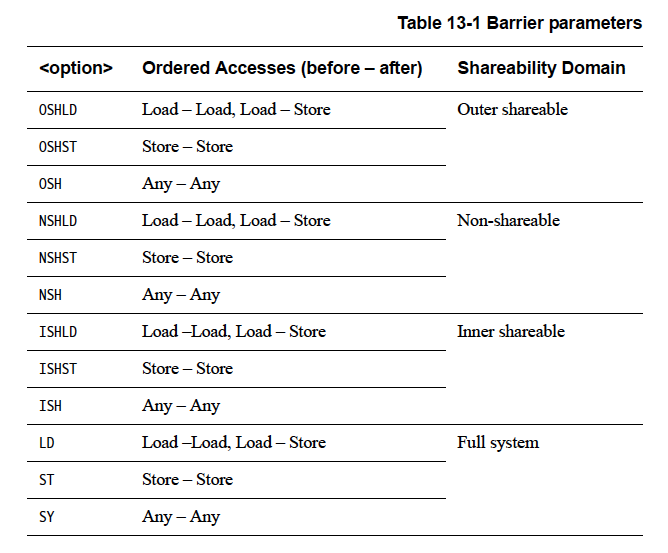 Table 13-1 Barrier parameters
<option> Ordered Accesses (before – after) Shareability Domain
OSHLD Load – Load, Load – Store Outer shareable
OSHST Store – Store
OSH Any – Any
NSHLD Load – Load, Load – Store Non-shareable
NSHST Store – Store
NSH Any – Any
ISHLD Load –Load, Load – Store Inner shareable
ISHST Store – Store
ISH Any – Any
LD Load –Load, Load – Store Full system
ST Store – Store
SY Any – Any